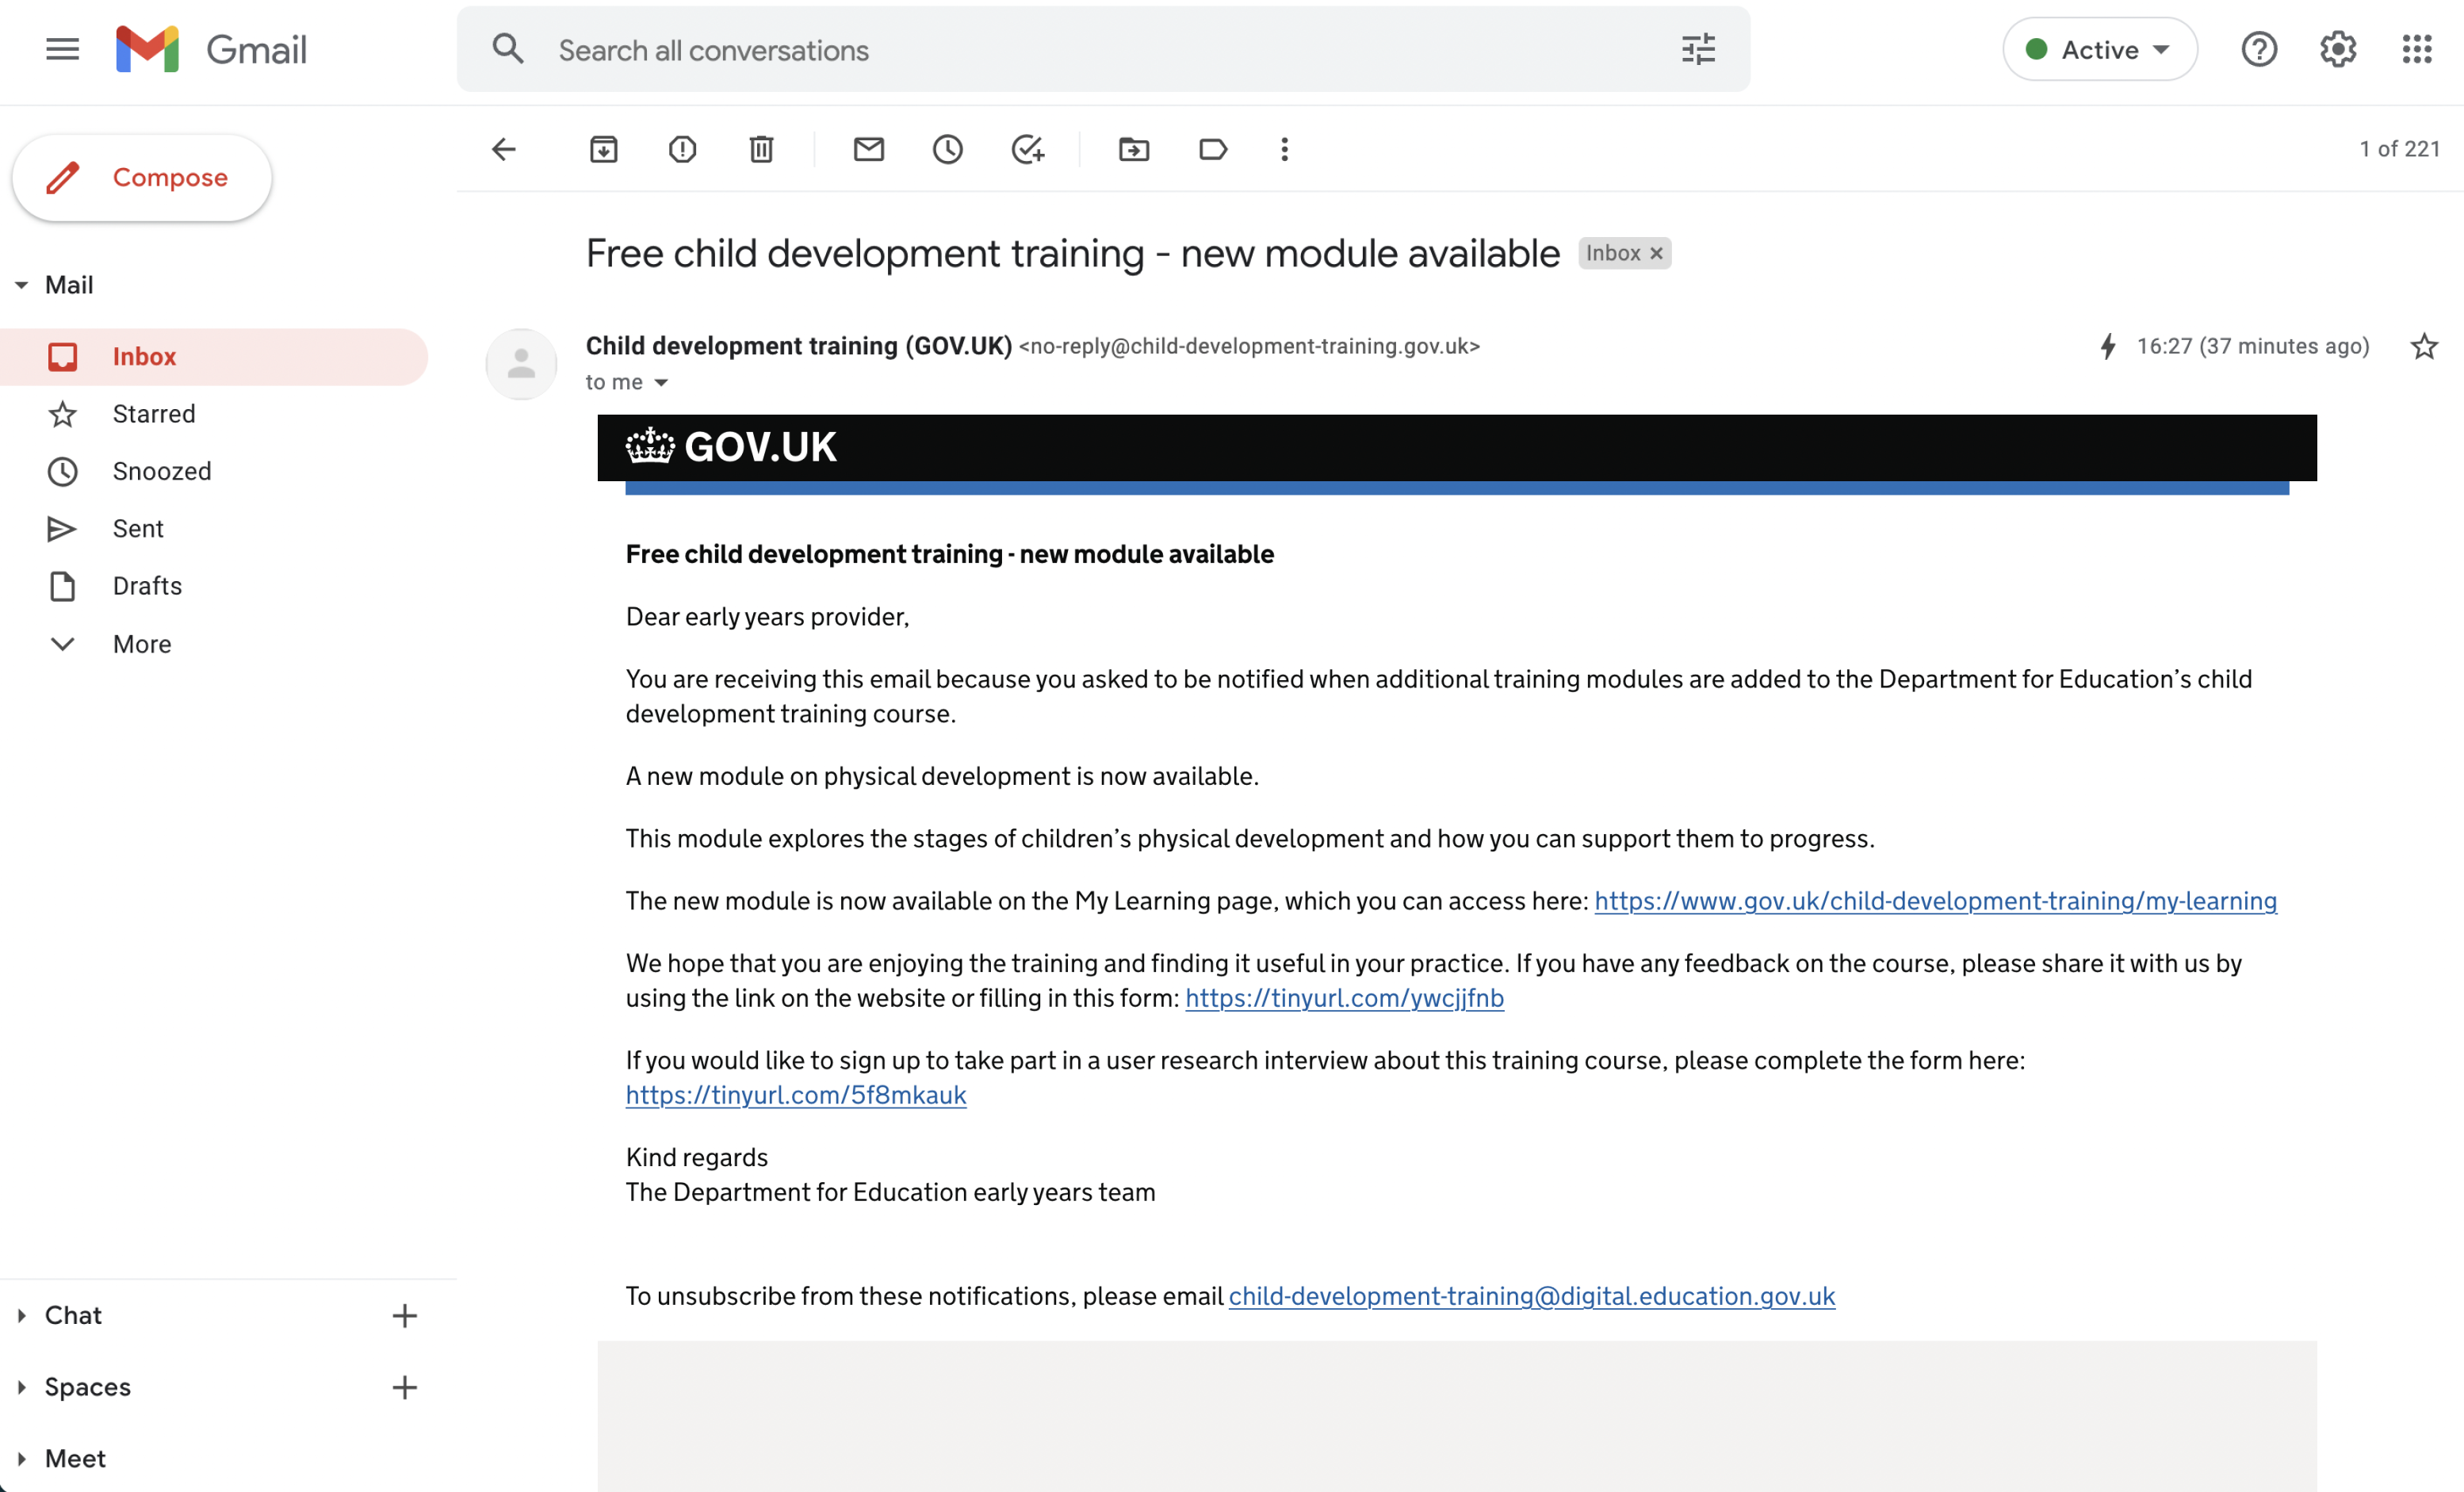 Gmail
Search all conversations
Active
Compose
1 of 221
Mail
Inbox
Starred
Snoozed
Sent
Drafts
More
Free child development training - new module available Inbox ×
Child development training (GOV.UK) <no-reply@child-development-training.gov.uk>
16:27 (37 minutes ago)
to me
GOV.UK
Free child development training - new module available
Dear early years provider,
You are receiving this email because you asked to be notified when additional training modules are added to the Department for Education’s child
development training course.
A new module on physical development is now available.
This module explores the stages of children’s physical development and how you can support them to progress.
The new module is now available on the My Learning page, which you can access here: https://www.gov.uk/child-development-training/my-learning
We hope that you are enjoying the training and finding it useful in your practice. If you have any feedback on the course, please share it with us by
using the link on the website or filling in this form: https://tinyurl.com/ywcjjfnb
If you would like to sign up to take part in a user research interview about this training course, please complete the form here:
https://tinyurl.com/5f8mkauk
Kind regards
The Department for Education early years team
To unsubscribe from these notifications, please email child-development-training@digital.education.gov.uk
Chat
Spaces
Meet